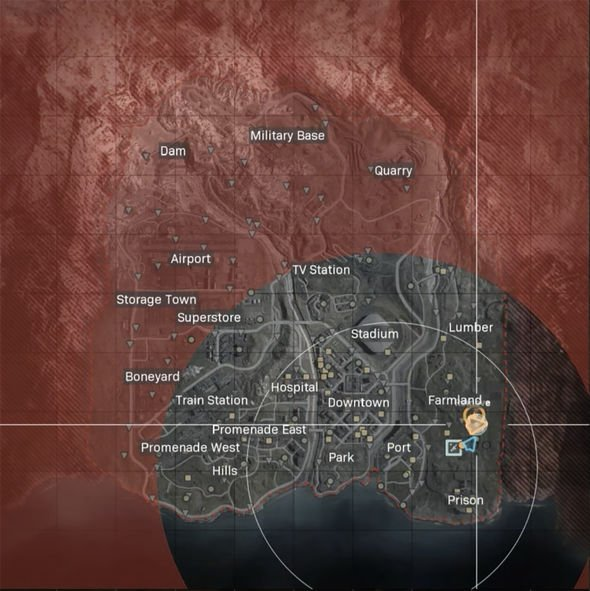 Military Base
Dam
Quarry
Airport
TV Station
Storage Town
Superstore
Lumber
Stadium
Boneyard
Hospital
Train Station
Downtown
Farmland
Promenade East
Promenade West
Park
Port
Hills
Prison